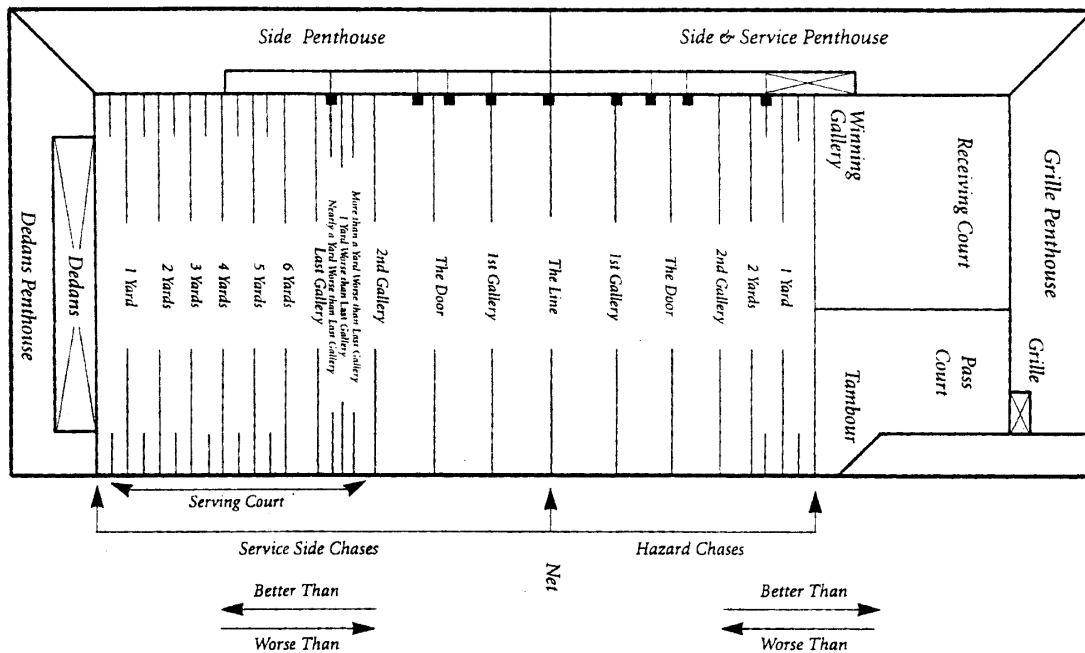 Side Penthouse
Side & Service Penthouse
Dedans Penthouse
Dedans
1 Yard
2 Yards
3 Yards
4 Yards
5 Yards
6 Yards
Last Gallery
Nearly a Yard Worse than Last Gallery
1 Yard Worse than Last Gallery
More than a Yard Worse than Last Gallery
2nd Gallery
The Door
1st Gallery
The Line
1st Gallery
The Door
2nd Gallery
2 Yards
1 Yard
Winning
Gallery
Receiving Court
Grille Penthouse
Tambour
Pass
Court
Grille
Serving Court
Service Side Chases
Hazard Chases
Net
Better Than
Worse Than
Better Than
Worse Than